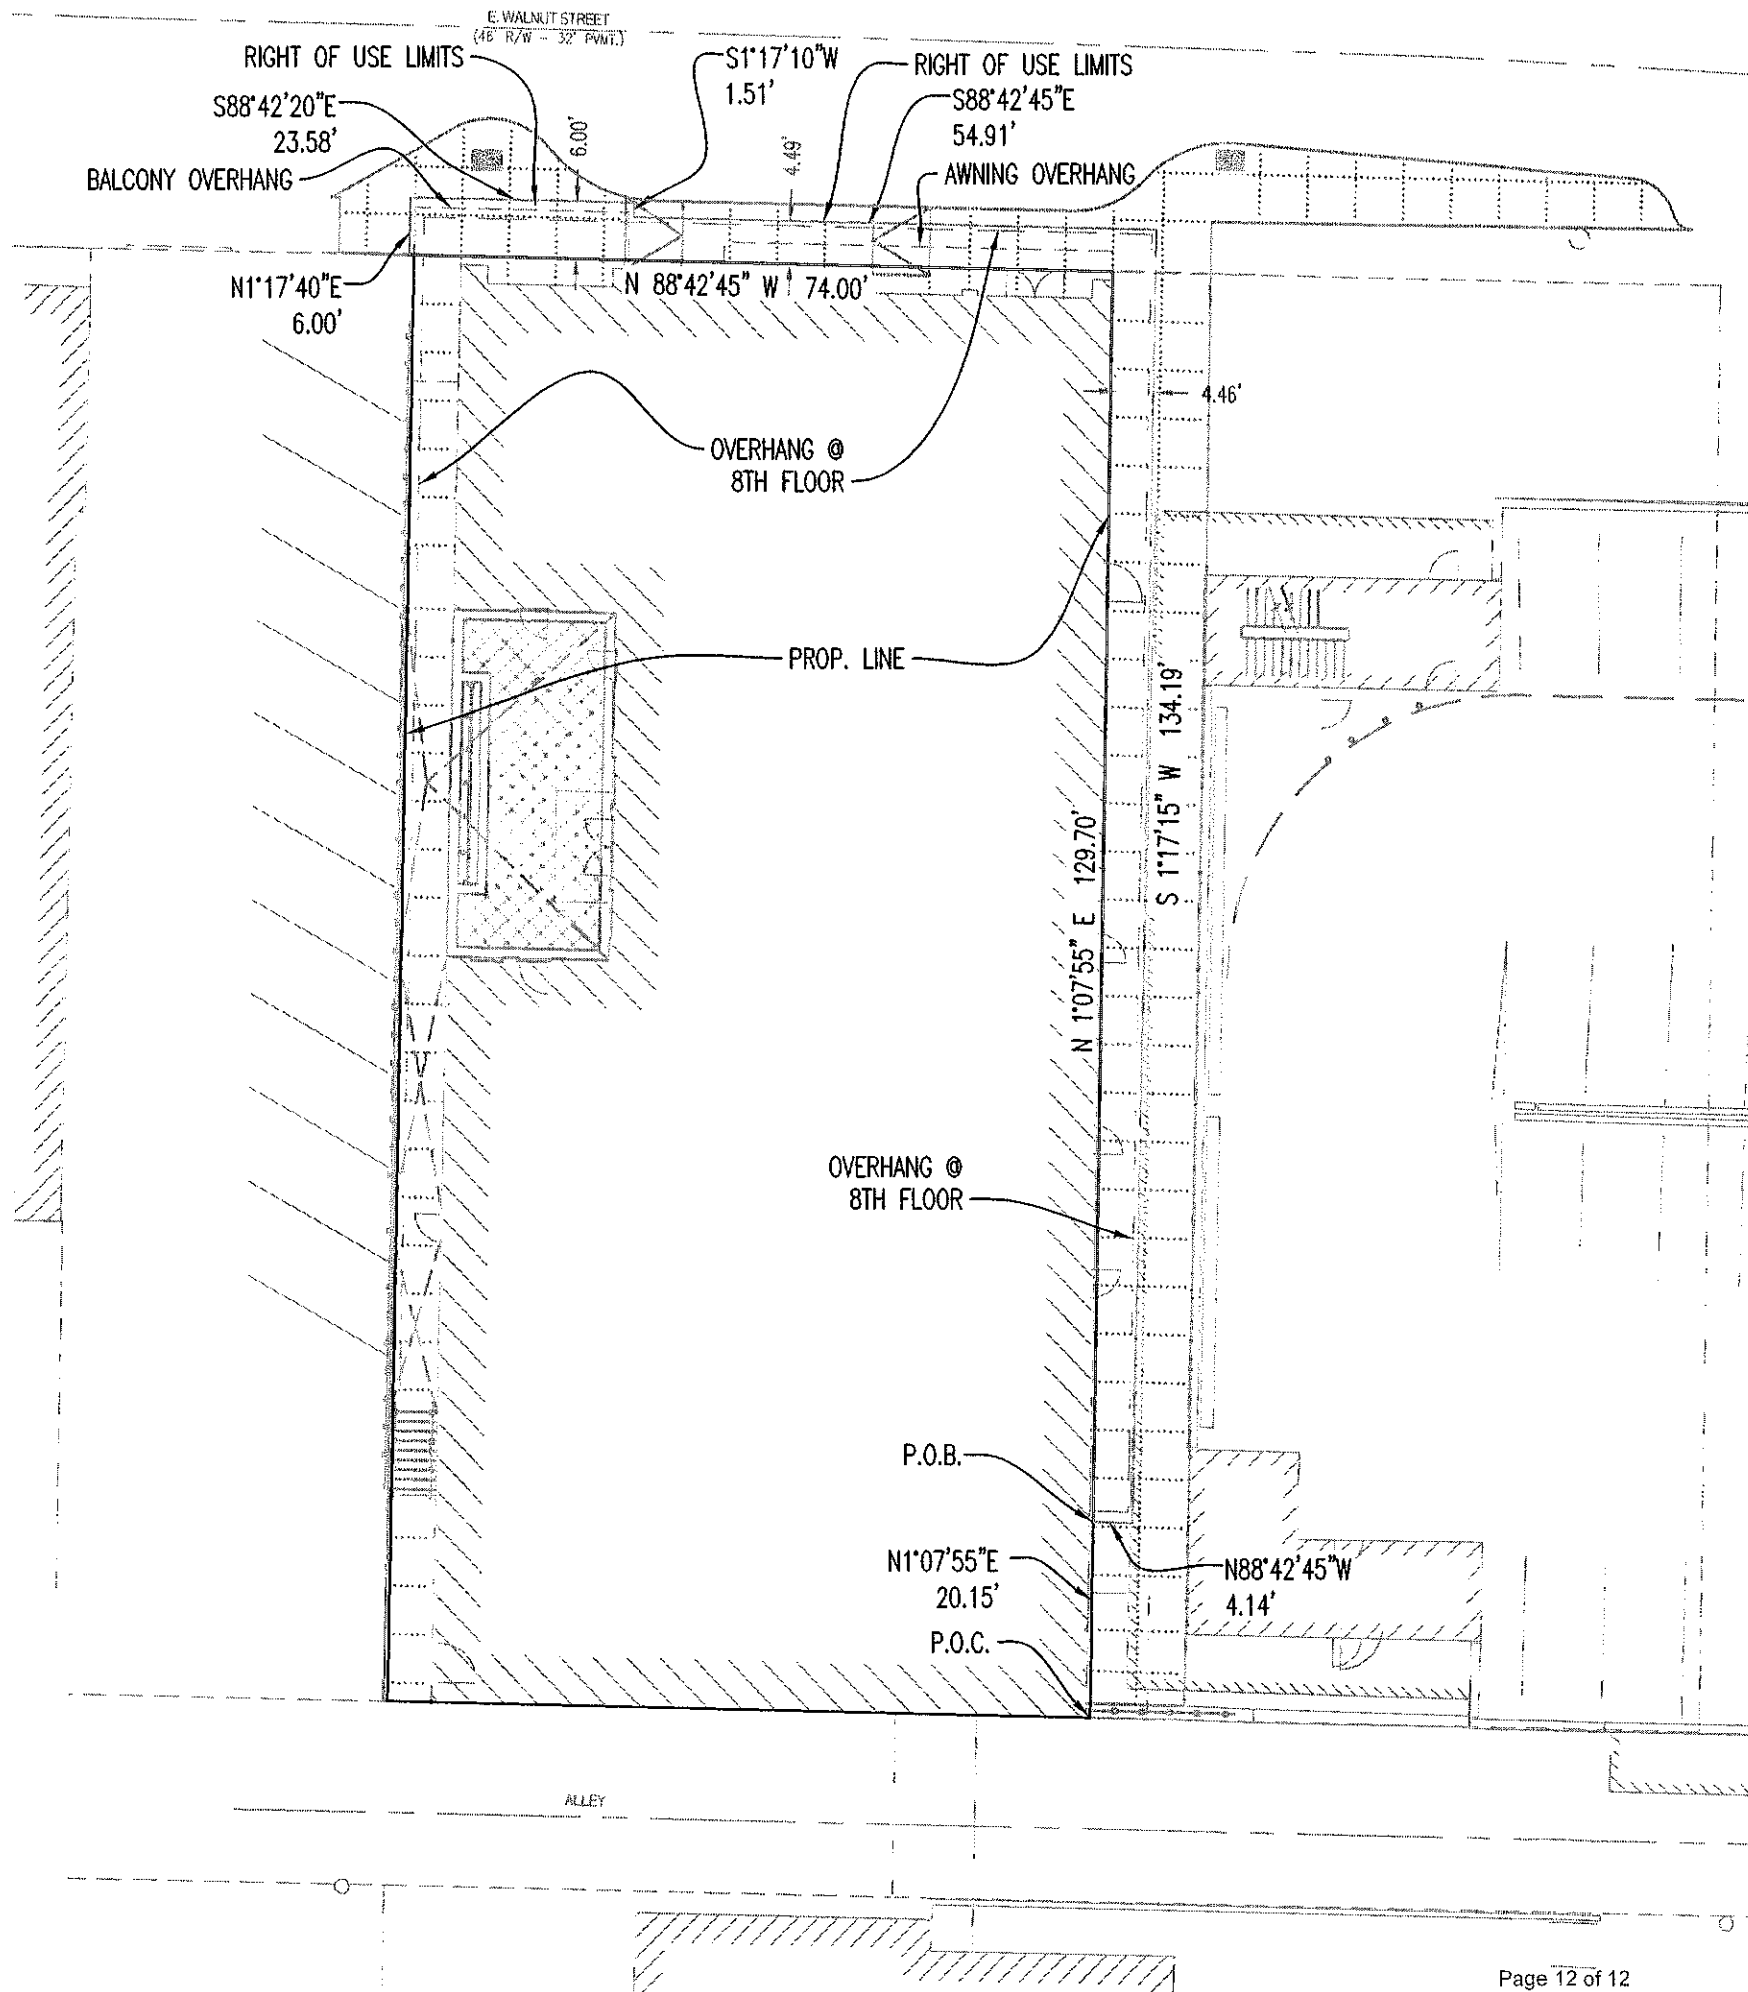 E. WALNUT STREET
(46' R/W - 32' PVMT.)
RIGHT OF USE LIMITS
S1°17'10"W
1.51'
RIGHT OF USE LIMITS
S88°42'20"E
23.58'
S88°42'45"E
54.91'
6.00'
4.49'
BALCONY OVERHANG
AWNING OVERHANG
N1°17'40"E
6.00'
N 88°42'45" W 74.00'
4.46'
OVERHANG @
8TH FLOOR
PROP. LINE
N 1°07'55" E 129.70'
S 1°17'15" W 134.19'
OVERHANG @
8TH FLOOR
P.O.B.
N1°07'55"E
20.15'
N88°42'45"W
4.14'
P.O.C.
ALLEY
Page 12 of 12